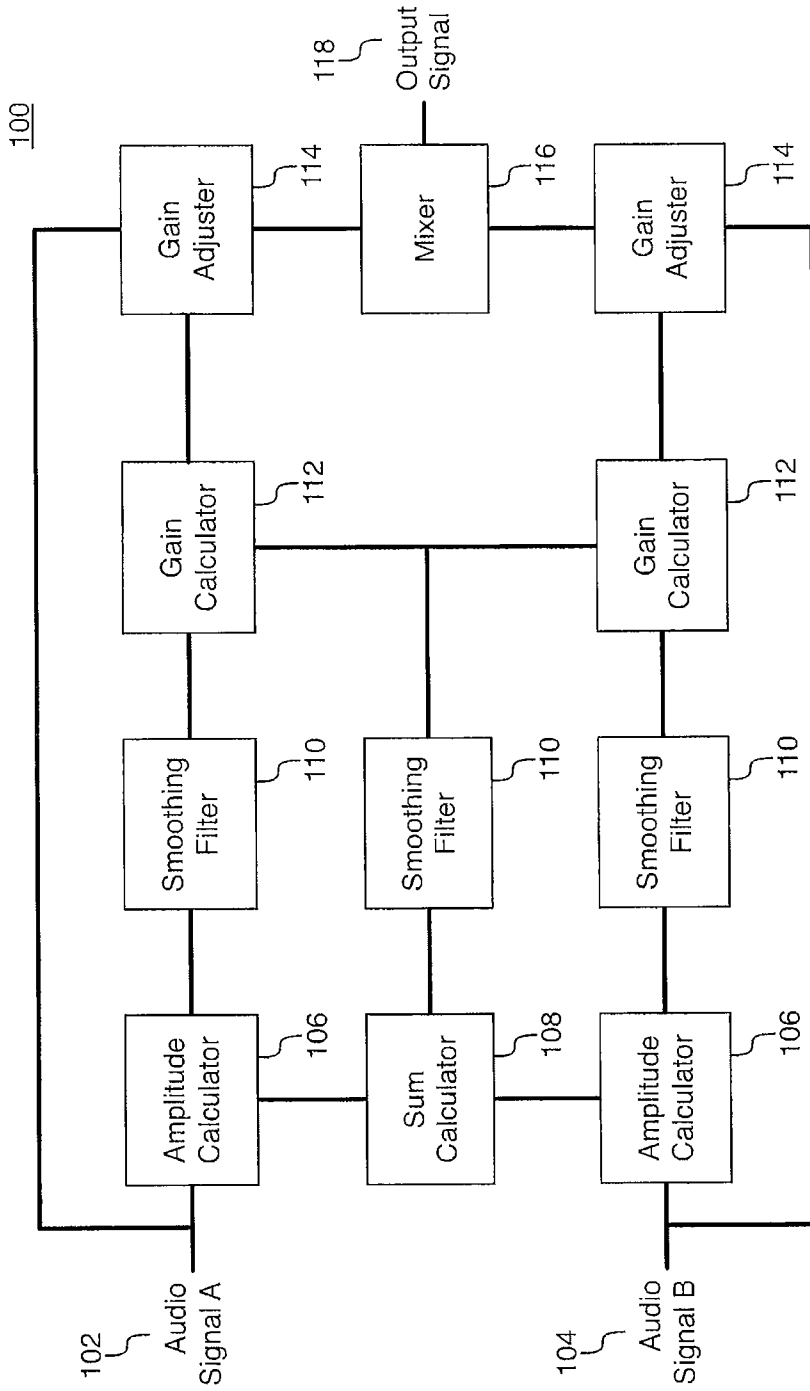 100
102
Audio
Signal A
Amplitude
Calculator
106
Smoothing
Filter
110
Gain
Calculator
112
Gain
Adjuster
114
Sum
Calculator
108
Smoothing
Filter
110
Mixer
116
118
Output
Signal
104
Audio
Signal B
Amplitude
Calculator
106
Smoothing
Filter
110
Gain
Calculator
112
Gain
Adjuster
114